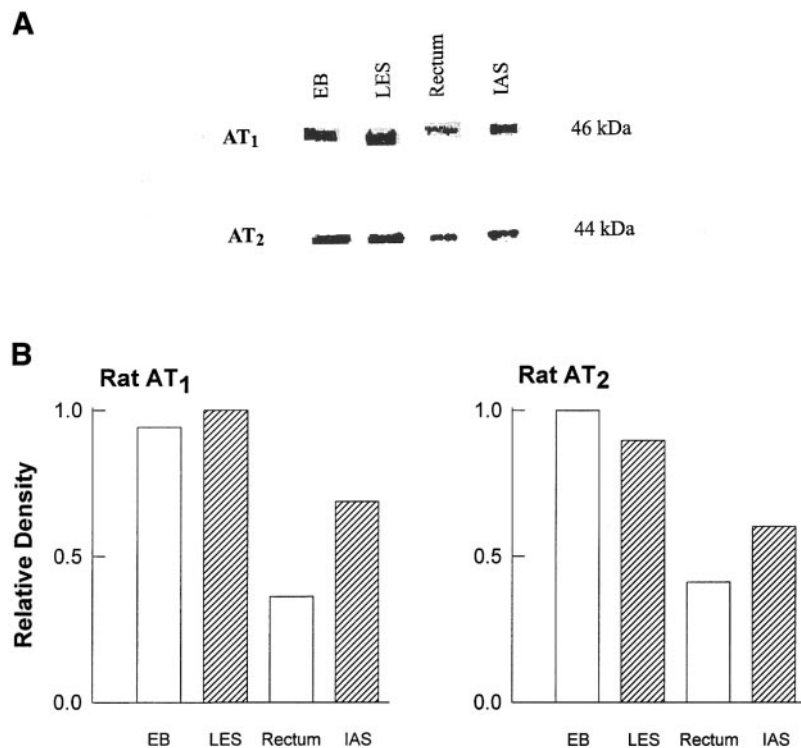 A
EB LES Rectum IAS
AT1 46 kDa
AT2 44 kDa
B
Rat AT1 Rat AT2
Relative Density
1.0 1.0
0.5 0.5
0.0 0.0
EB LES Rectum IAS EB LES Rectum IAS